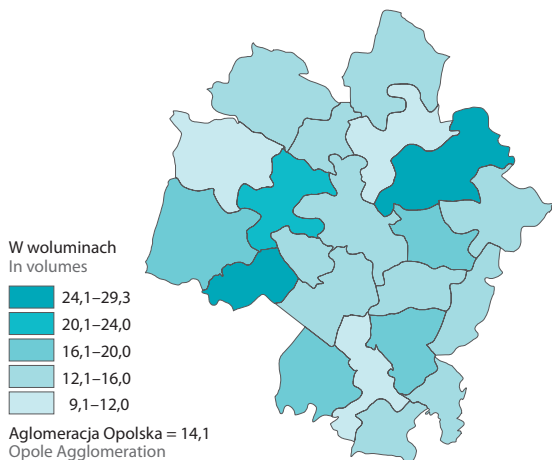 W woluminach
In volumes
24,1–29,3
20,1–24,0
16,1–20,0
12,1–16,0
9,1–12,0
Aglomeracja Opolska = 14,1
Opole Agglomeration